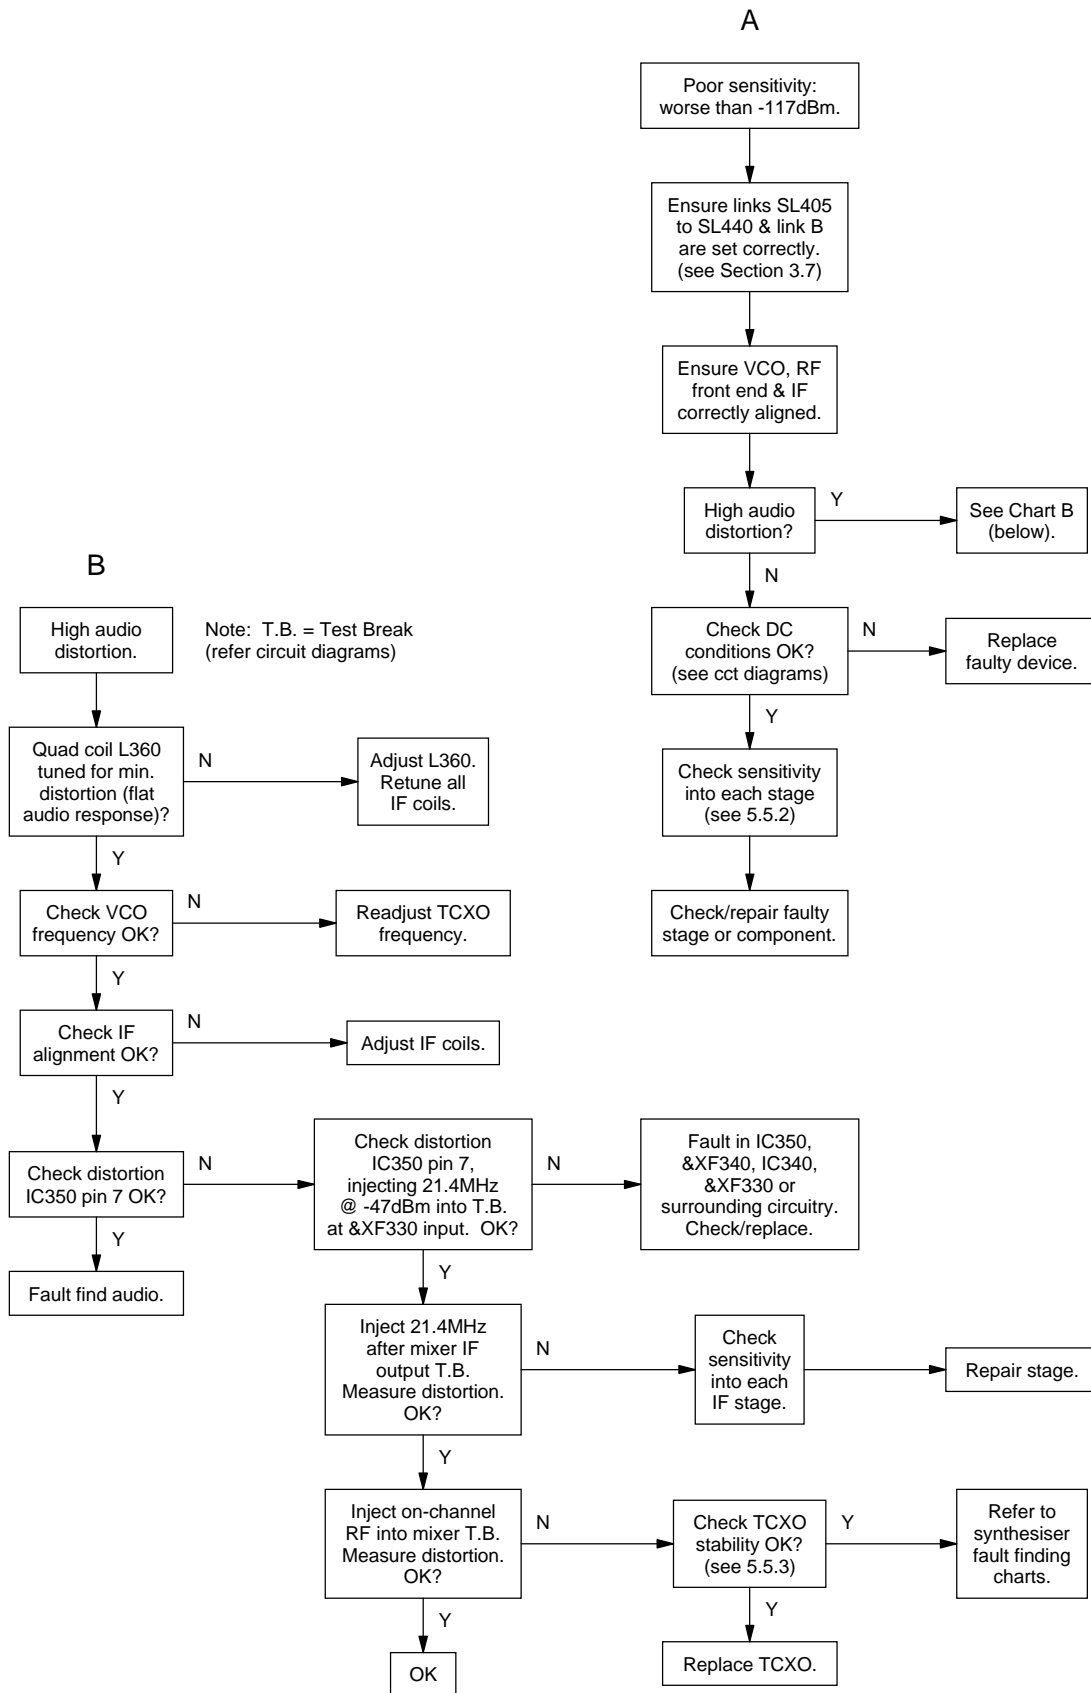 A
Poor sensitivity:
worse than -117dBm.
Ensure links SL405
to SL440 & link B
are set correctly.
(see Section 3.7)
Ensure VCO, RF
front end & IF
correctly aligned.
High audio
distortion?
Y
See Chart B
(below).
N
Check DC
conditions OK?
(see cct diagrams)
N
Replace
faulty device.
Y
Check sensitivity
into each stage
(see 5.5.2)
Check/repair faulty
stage or component.
B
High audio
distortion.
Note: T.B. = Test Break
(refer circuit diagrams)
Quad coil L360
tuned for min.
distortion (flat
audio response)?
N
Adjust L360.
Retune all
IF coils.
Y
Check VCO
frequency OK?
N
Readjust TCXO
frequency.
Y
Check IF
alignment OK?
N
Adjust IF coils.
Y
Check distortion
IC350 pin 7 OK?
N
Check distortion
IC350 pin 7,
injecting 21.4MHz
@ -47dBm into T.B.
at &XF330 input. OK?
N
Fault in IC350,
&XF340, IC340,
&XF330 or
surrounding circuitry.
Check/replace.
Y
Fault find audio.
Y
Inject 21.4MHz
after mixer IF
output T.B.
Measure distortion.
OK?
N
Check
sensitivity
into each
IF stage.
Repair stage.
Y
Inject on-channel
RF into mixer T.B.
Measure distortion.
OK?
N
Check TCXO
stability OK?
(see 5.5.3)
Y
Refer to
synthesiser
fault finding
charts.
Y
OK
Y
Replace TCXO.